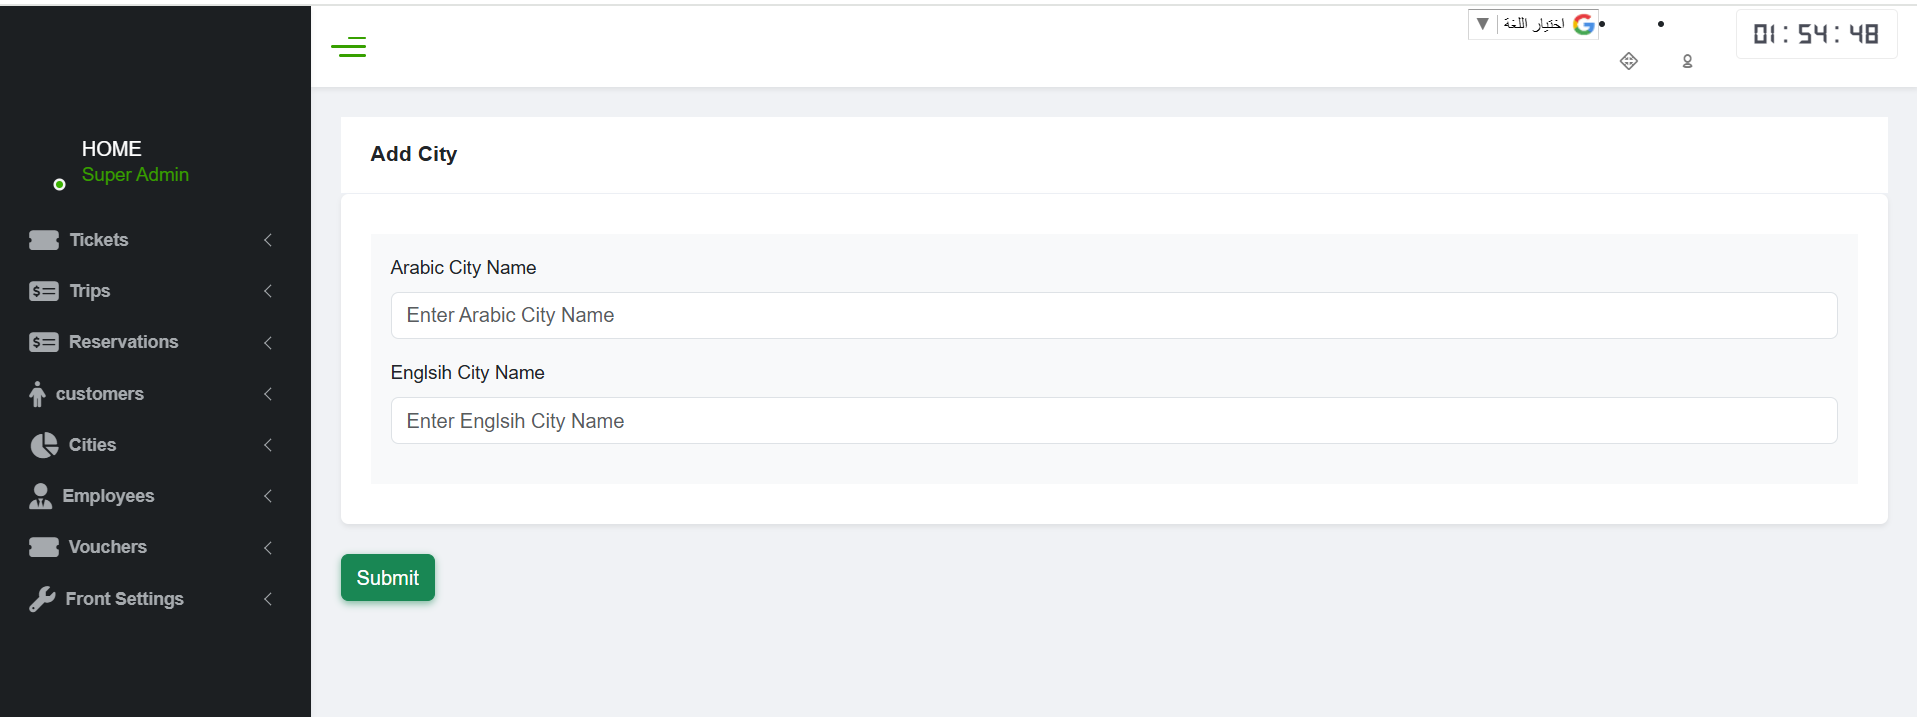 اختيار اللغة
01:54:48
HOME
Super Admin
Tickets
Trips
Reservations
customers
Cities
Employees
Vouchers
Front Settings
Add City
Arabic City Name
Enter Arabic City Name
Englsih City Name
Enter Englsih City Name
Submit